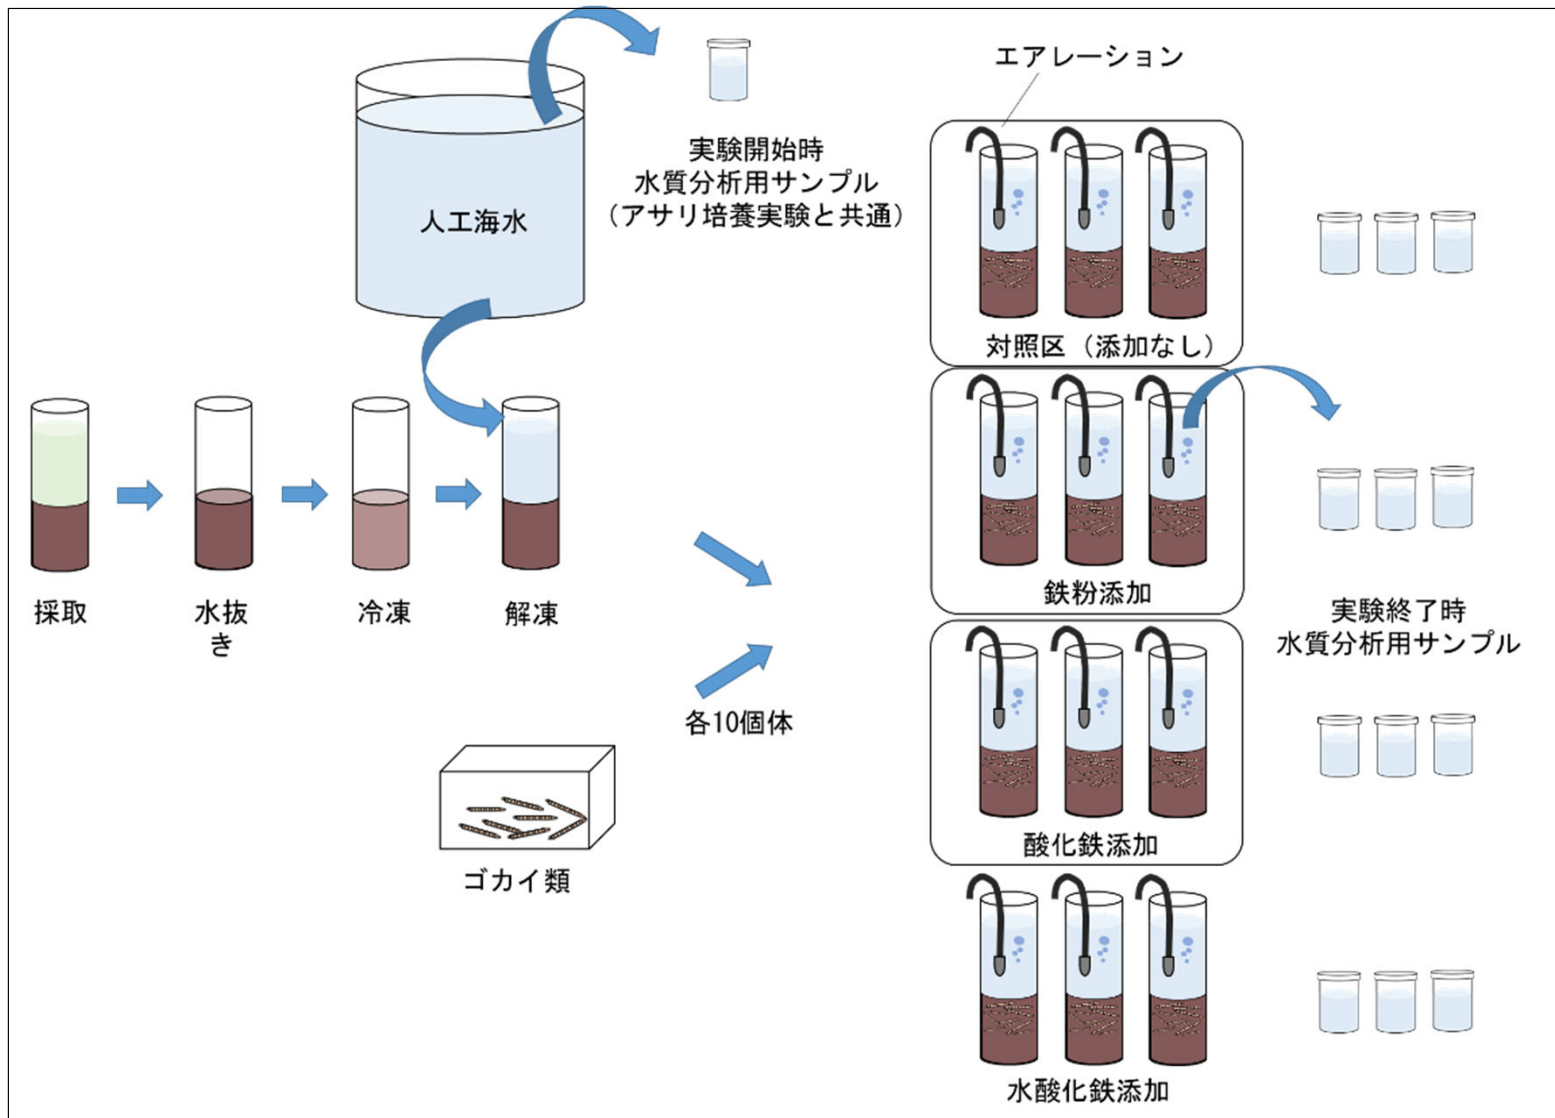 エアレーション
実験開始時
水質分析用サンプル
（アサリ培養実験と共通）
人工海水
対照区（添加なし）
採取
水抜
き
冷凍
解凍
鉄粉添加
実験終了時
水質分析用サンプル
各10個体
ゴカイ類
酸化鉄添加
水酸化鉄添加